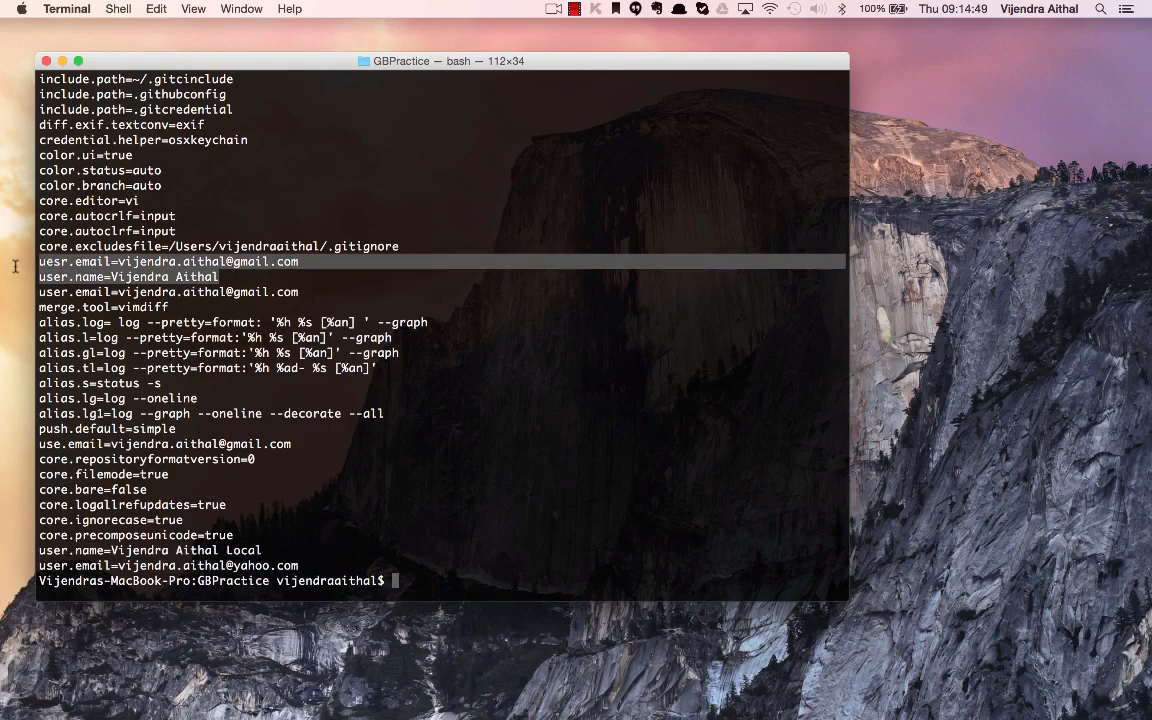 Terminal Shell Edit View Window Help 100% Thu 09:14:49 Vijendra Aithal
GBPractice — bash — 112×34
include.path=~/.gitcinclude
include.path=.githubconfig
include.path=.gitcredential
diff.exif.textconv=exif
credential.helper=osxkeychain
color.ui=true
color.status=auto
color.branch=auto
core.editor=vi
core.autocrlf=input
core.autoclrf=input
core.excludesfile=/Users/vijendraaithal/.gitignore
uesr.email=vijendra.aithal@gmail.com
user.name=Vijendra Aithal
user.email=vijendra.aithal@gmail.com
merge.tool=vimdiff
alias.log= log --pretty=format: '%h %s [%an] ' --graph
alias.l=log --pretty=format:'%h %s [%an]' --graph
alias.gl=log --pretty=format:'%h %s [%an]' --graph
alias.tl=log --pretty=format:'%h %ad- %s [%an]'
alias.s=status -s
alias.lg=log --oneline
alias.lg1=log --graph --oneline --decorate --all
push.default=simple
use.email=vijendra.aithal@gmail.com
core.repositoryformatversion=0
core.filemode=true
core.bare=false
core.logallrefupdates=true
core.ignorecase=true
core.precomposeunicode=true
user.name=Vijendra Aithal Local
user.email=vijendra.aithal@yahoo.com
Vijendras-MacBook-Pro:GBPractice vijendraaithal$